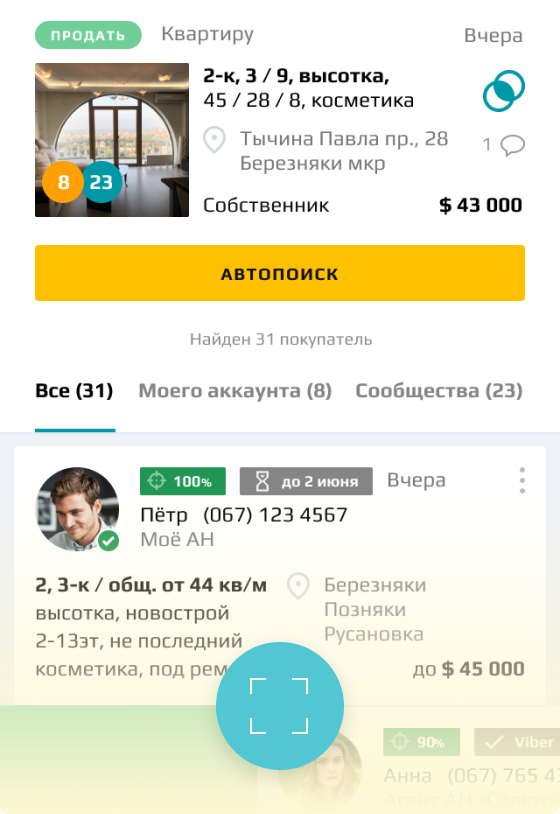 ПРОДАТЬ Квартиру Вчера
2-к, 3 / 9, высотка,
45 / 28 / 8, косметика
Тычина Павла пр., 28
Березняки мкр
1
8 23
Собственник $ 43 000
АВТОПОИСК
Найден 31 покупатель
Все (31) Моего аккаунта (8) Сообщества (23)
100% до 2 июня Вчера
Пётр (067) 123 4567
Моё АН
2, 3-к / общ. от 44 кв/м
высотка, новострой
2-13эт, не последний
косметика, под рем
Березняки
Позняки
Русановка
до $ 45 000
90% Viber
Анна (067) 765 43
Агент АН «Салют»